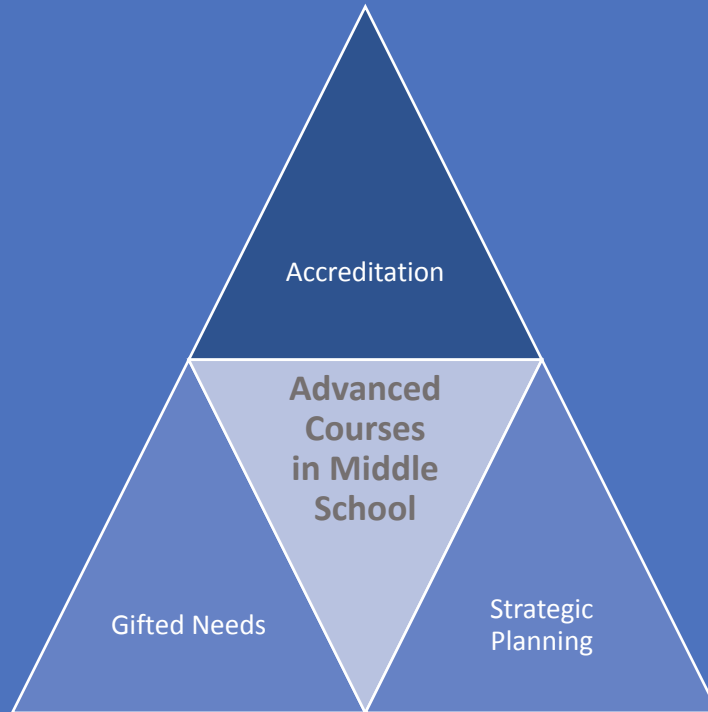 Accreditation
Advanced
Courses
in Middle
School
Gifted Needs
Strategic
Planning